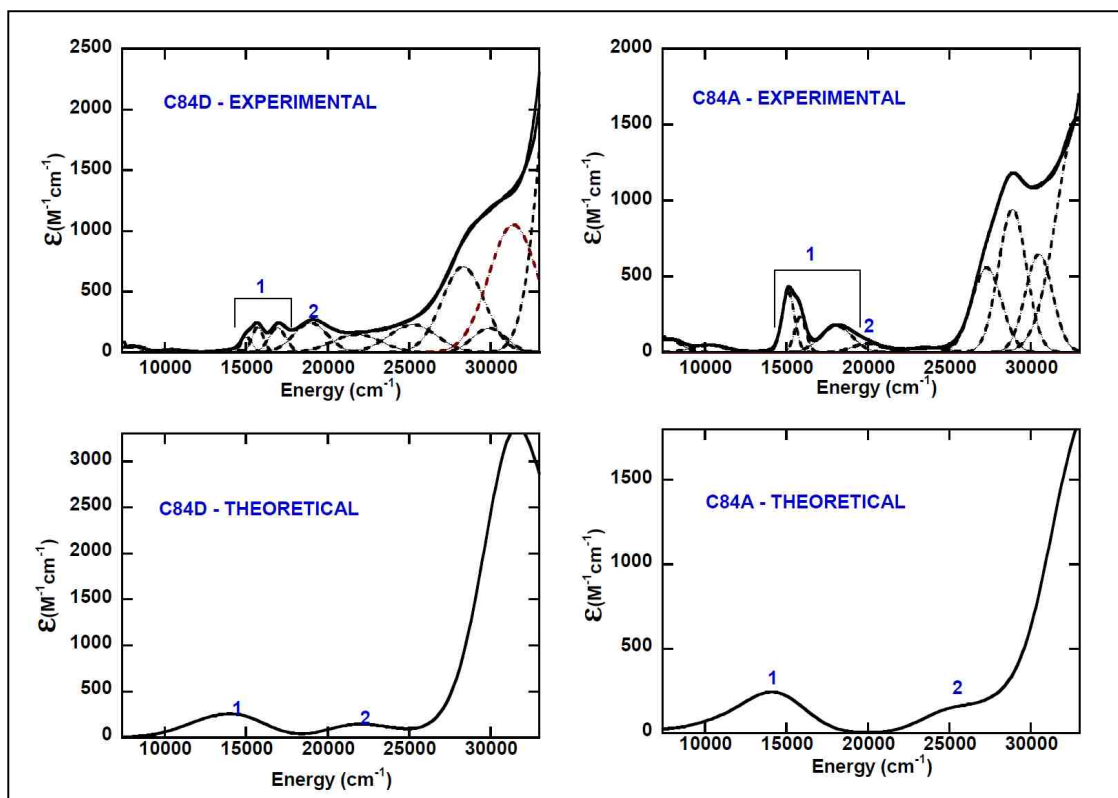 2500
2000
1500
1000
500
0
C84D - EXPERIMENTAL
1
2
ε(M-1cm-1)
10000 15000 20000 25000 30000
Energy (cm-1)
2000
1500
1000
500
0
C84A - EXPERIMENTAL
1
2
ε(M-1cm-1)
10000 15000 20000 25000 30000
Energy (cm-1)
3000
2500
2000
1500
1000
500
0
C84D - THEORETICAL
1
2
ε(M-1cm-1)
10000 15000 20000 25000 30000
Energy (cm-1)
1500
1000
500
0
C84A - THEORETICAL
1
2
ε(M-1cm-1)
10000 15000 20000 25000 30000
Energy (cm-1)